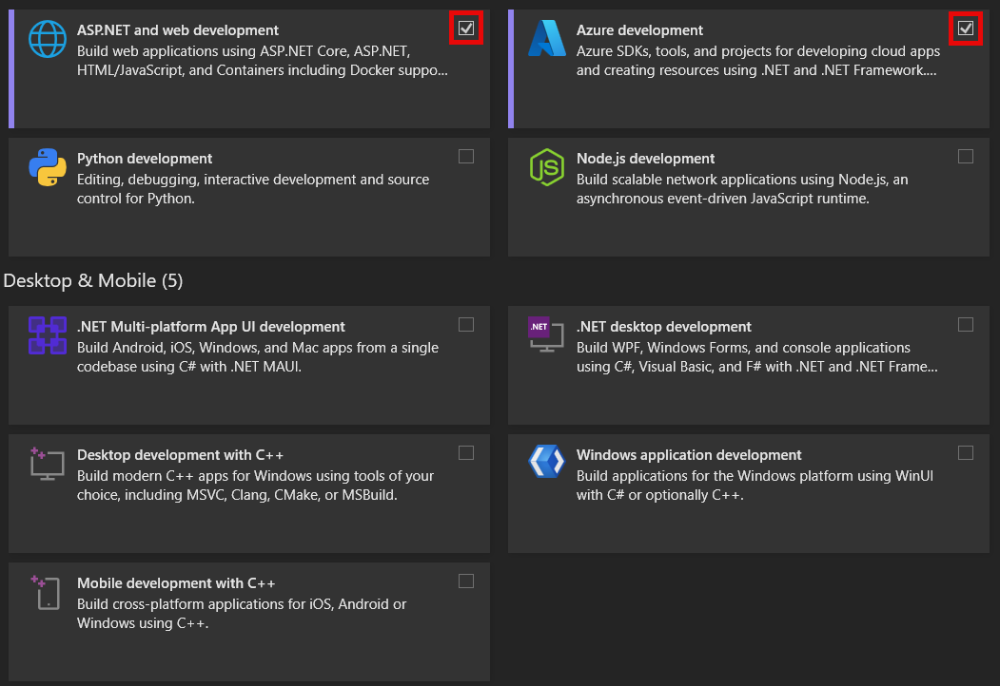 ASP.NET and web development
Build web applications using ASP.NET Core, ASP.NET,
HTML/JavaScript, and Containers including Docker suppo...
Azure development
Azure SDKs, tools, and projects for developing cloud apps
and creating resources using .NET and .NET Framework....
Python development
Editing, debugging, interactive development and source
control for Python.
JS
Node.js development
Build scalable network applications using Node.js, an
asynchronous event-driven JavaScript runtime.
Desktop & Mobile (5)
.NET Multi-platform App UI development
Build Android, iOS, Windows, and Mac apps from a single
codebase using C# with .NET MAUI.
.NET
.NET desktop development
Build WPF, Windows Forms, and console applications
using C#, Visual Basic, and F# with .NET and .NET Frame...
Desktop development with C++
Build modern C++ apps for Windows using tools of your
choice, including MSVC, Clang, CMake, or MSBuild.
Windows application development
Build applications for the Windows platform using WinUI
with C# or optionally C++.
Mobile development with C++
Build cross-platform applications for iOS, Android or
Windows using C++.